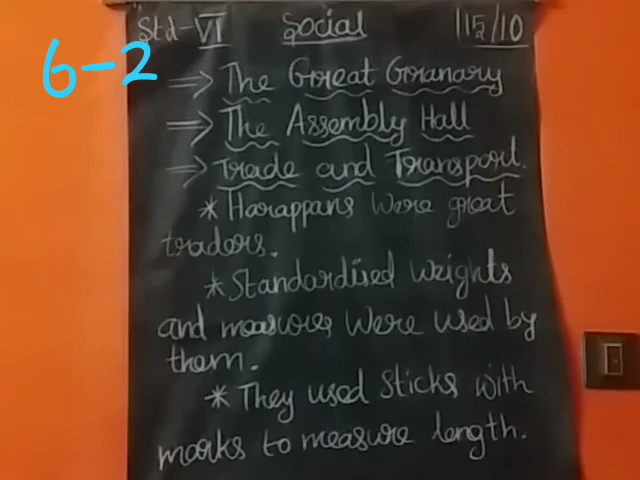 Std-VI Social 15/10
6-2
⇒ The Great Granary
⇒ The Assembly Hall
⇒ Trade and Transport.
* Harappans were great
traders.
* Standardised weights
and measures were used by
them.
* They used sticks with
marks to measure length.